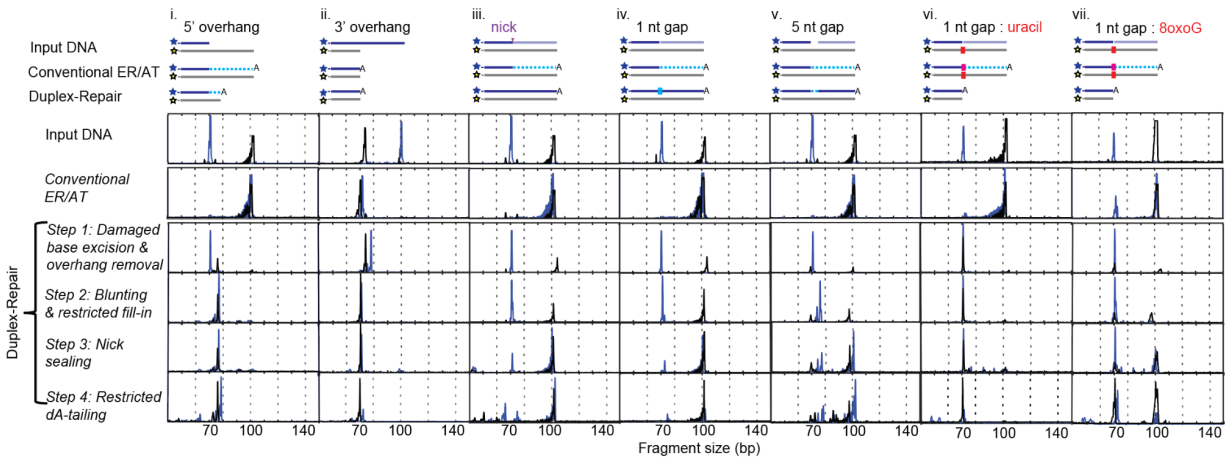 i. ii. iii. iv. v. vi. vii.
5' overhang 3' overhang nick 1 nt gap 5 nt gap 1 nt gap : uracil 1 nt gap : 8oxoG
Input DNA
Conventional ER/AT A A A A A A A
Duplex-Repair A A A A A A A
Input DNA
Conventional
ER/AT
Duplex-Repair
Step 1: Damaged
base excision &
overhang removal
Step 2: Blunting
& restricted fill-in
Step 3: Nick
sealing
Step 4: Restricted
dA-tailing
70 100 140 70 100 140 70 100 140 70 100 140 70 100 140 70 100 140 70 100 140
Fragment size (bp)